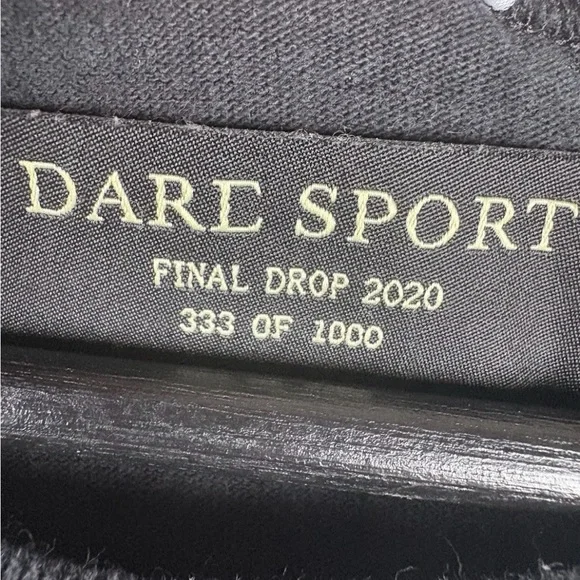 DARE SPORT
FINAL DROP 2020
333 OF 1000